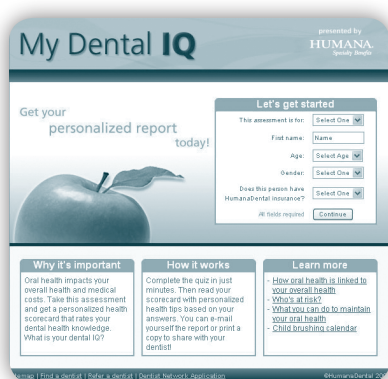 My Dental IQ
presented by
HUMANA.
Specialty Benefits
Get your
personalized report
today!
Let's get started
This assessment is for: Select One
First name: Name
Age: Select Age
Gender: Select One
Does this person have
HumanaDental insurance? Select One
All fields required Continue
Why it's important
Oral health impacts your
overall health and medical
costs. Take this assessment
and get a personalized health
scorecard that rates your
dental health knowledge.
What is your dental IQ?
How it works
Complete the quiz in just
minutes. Then read your
scorecard with personalized
health tips based on your
answers. You can e-mail
yourself the report or print a
copy to share with your
dentist!
Learn more
- How oral health is linked to
your overall health
- Who's at risk?
- What you can do to maintain
your oral health
- Child brushing calendar
itemap | Find a dentist | Refer a dentist | Dentist Network Application
©HumanaDental 200